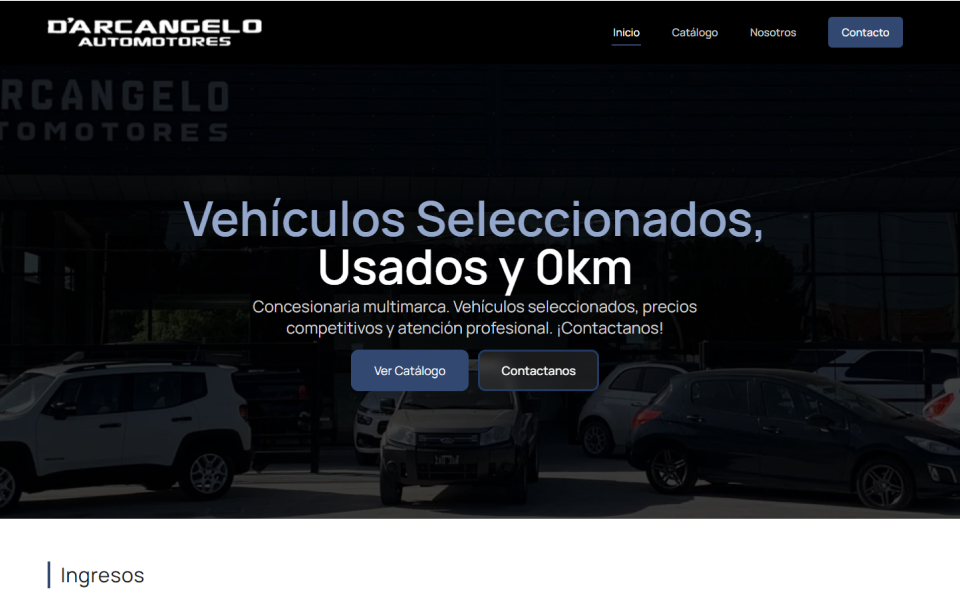 D'ARCANGELO
AUTOMOTORES
Inicio
Catálogo
Nosotros
Contacto
RCANGELO
TOMOTORES
Vehículos Seleccionados,
Usados y 0km
Concesionaria multimarca. Vehículos seleccionados, precios
competitivos y atención profesional. ¡Contactanos!
Ver Catálogo
Contactanos
Ingresos